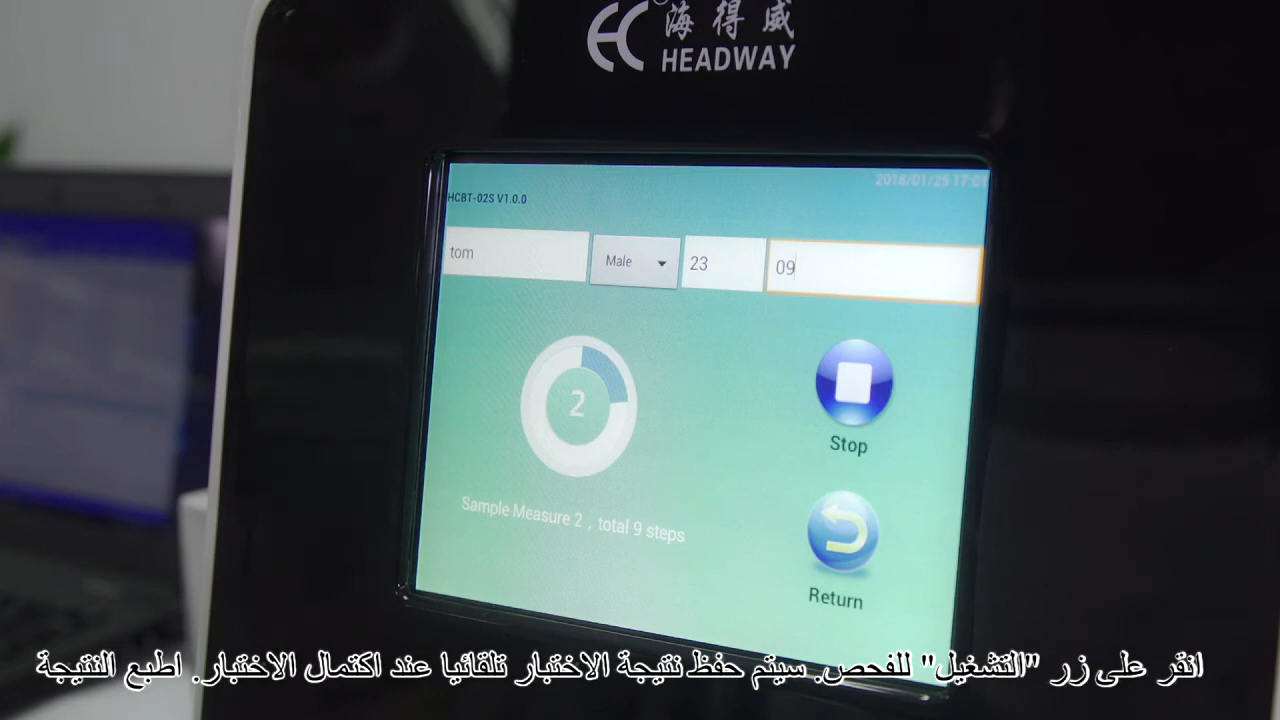 海得威
HEADWAY
2018/01/25 17:01
HCBT-02S V1.0.0
tom
Male
23
09
2
Stop
Sample Measure 2 , total 9 steps
Return
انقر على زر "التشغيل" للفحص. سيتم حفظ نتيجة الاختبار تلقائيا عند اكتمال الاختبار. اطبع النتيجة